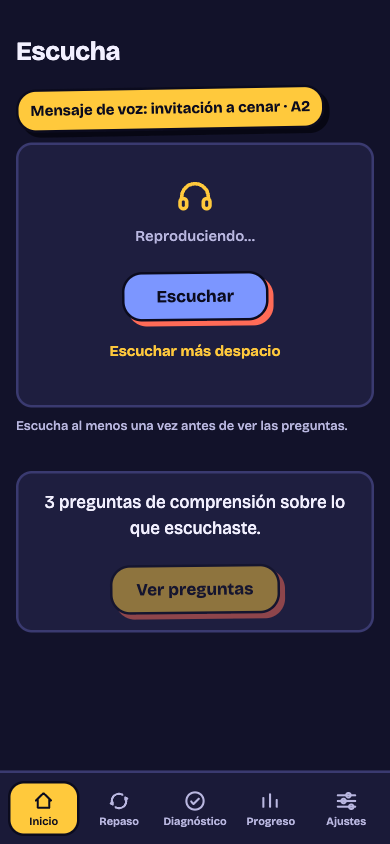 Escucha
Mensaje de voz: invitación a cenar · A2
Reproduciendo...
Escuchar
Escuchar más despacio
Escucha al menos una vez antes de ver las preguntas.
3 preguntas de comprensión sobre lo
que escuchaste.
Ver preguntas
Inicio
Repaso
Diagnóstico
Progreso
Ajustes